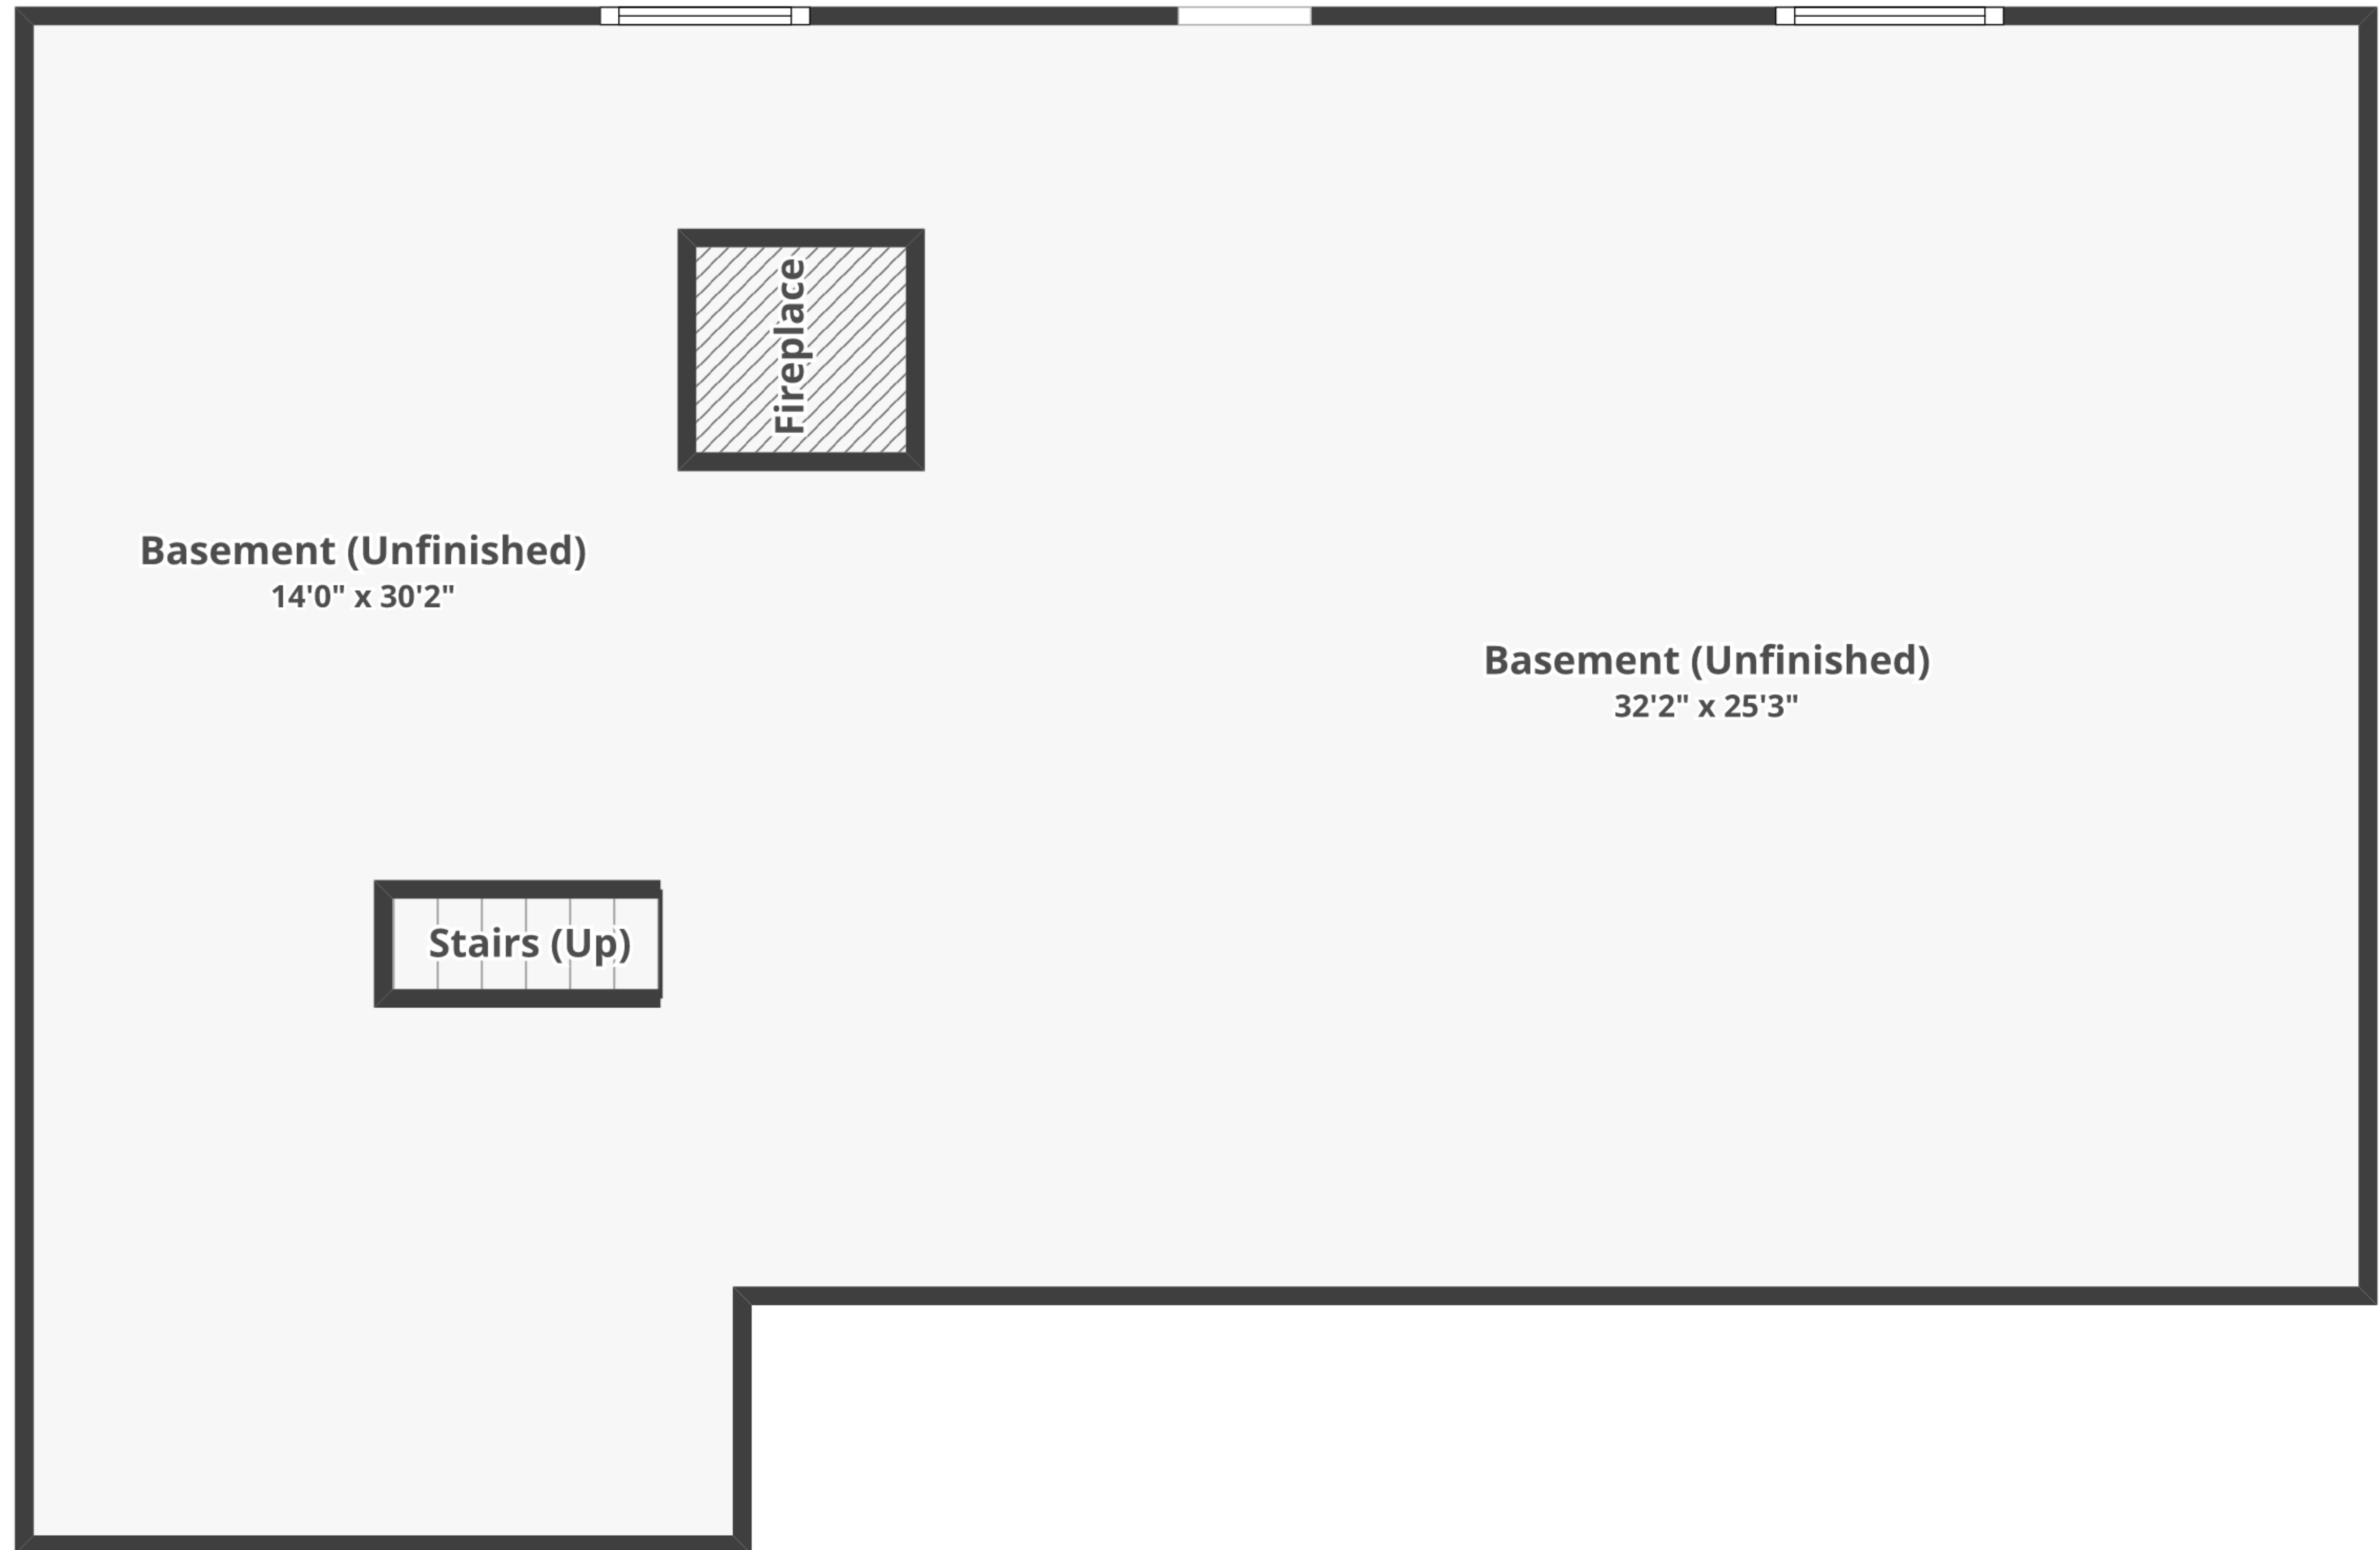 Fireplace
Basement (Unfinished)
14'0" x 30'2"
Basement (Unfinished)
32'2" x 25'3"
Stairs (Up)